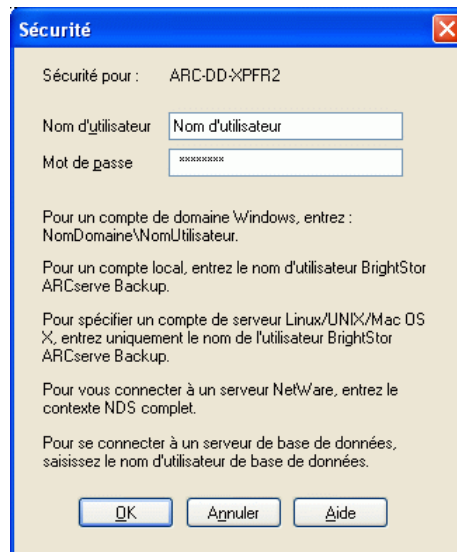 Sécurité
Sécurité pour : ARC-DD-XPFR2
Nom d'utilisateur Nom d'utilisateur
Mot de passe ××××××××
Pour un compte de domaine Windows, entrez :
NomDomaine\NomUtilisateur.
Pour un compte local, entrez le nom d'utilisateur BrightStor
ARCserve Backup.
Pour spécifier un compte de serveur Linux/UNIX/Mac OS
X, entrez uniquement le nom de l'utilisateur BrightStor
ARCserve Backup.
Pour vous connecter à un serveur NetWare, entrez le
contexte NDS complet.
Pour se connecter à un serveur de base de données,
saisissez le nom d'utilisateur de base de données.
OK Annuler Aide